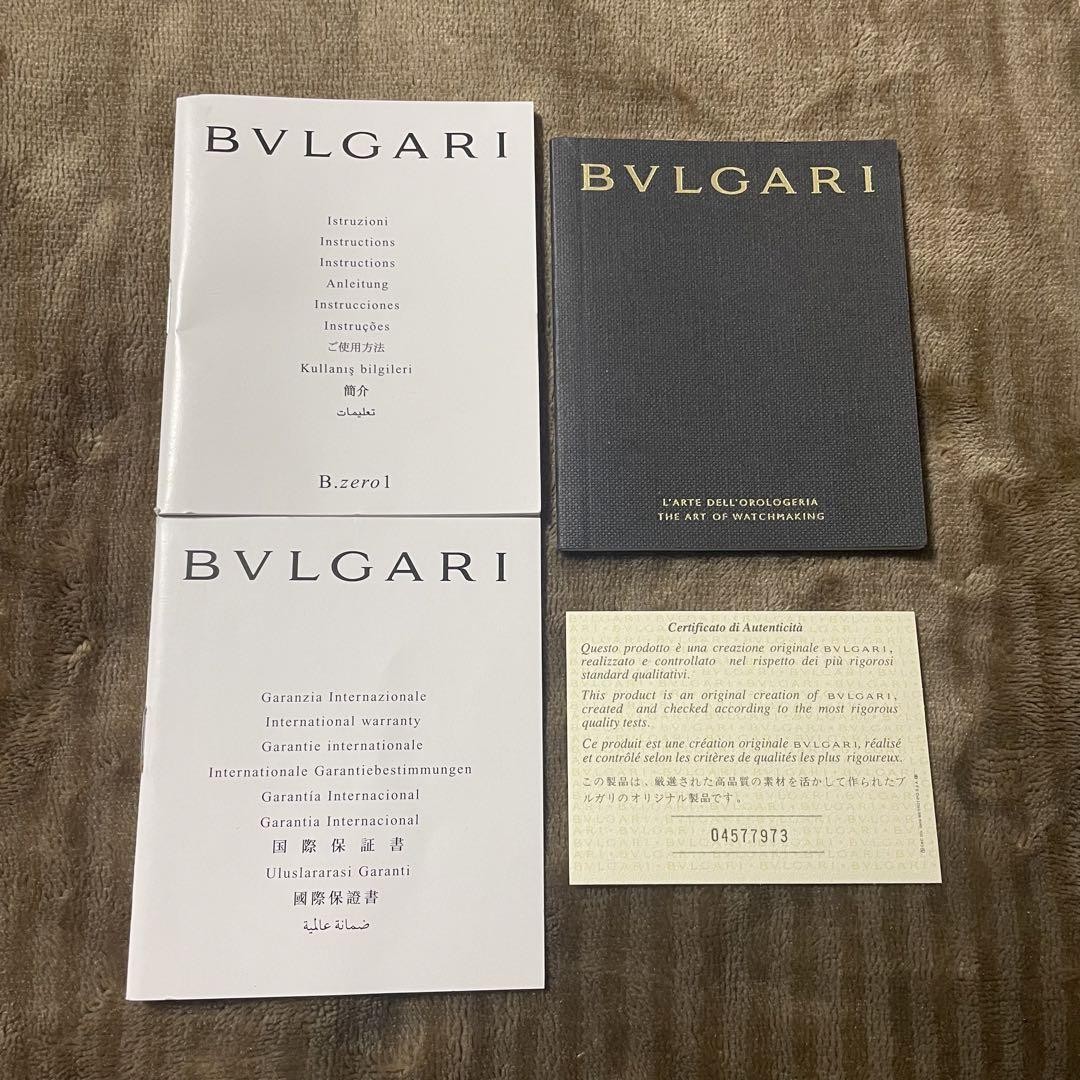 BVLGARI
Istruzioni
Instructions
Instructions
Anleitung
Instrucciones
Instruções
ご使用方法
Kullanış bilgileri
簡介
تعليمات
B.zero1
BVLGARI
Garanzia Internazionale
International warranty
Garantie internationale
Internationale Garantiebestimmungen
Garantía Internacional
Garantia Internacional
国際保証書
Uluslararasi Garanti
國際保證書
ضمانة عالمية
BVLGARI
L'ARTE DELL'OROLOGERIA
THE ART OF WATCHMAKING
Certificato di Autenticità
Questo prodotto è una creazione originale BVLGARI,
realizzato e controllato nel rispetto dei più rigorosi
standard qualitativi.
This product is an original creation of BVLGARI,
created and checked according to the most rigorous
quality tests.
Ce produit est une création originale BVLGARI, réalisé
et contrôlé selon les critères de qualités les plus rigoureux.
この製品は、厳選された高品質の素材を活かして作られたブ
ルガリのオリジナル製品です。
04577973